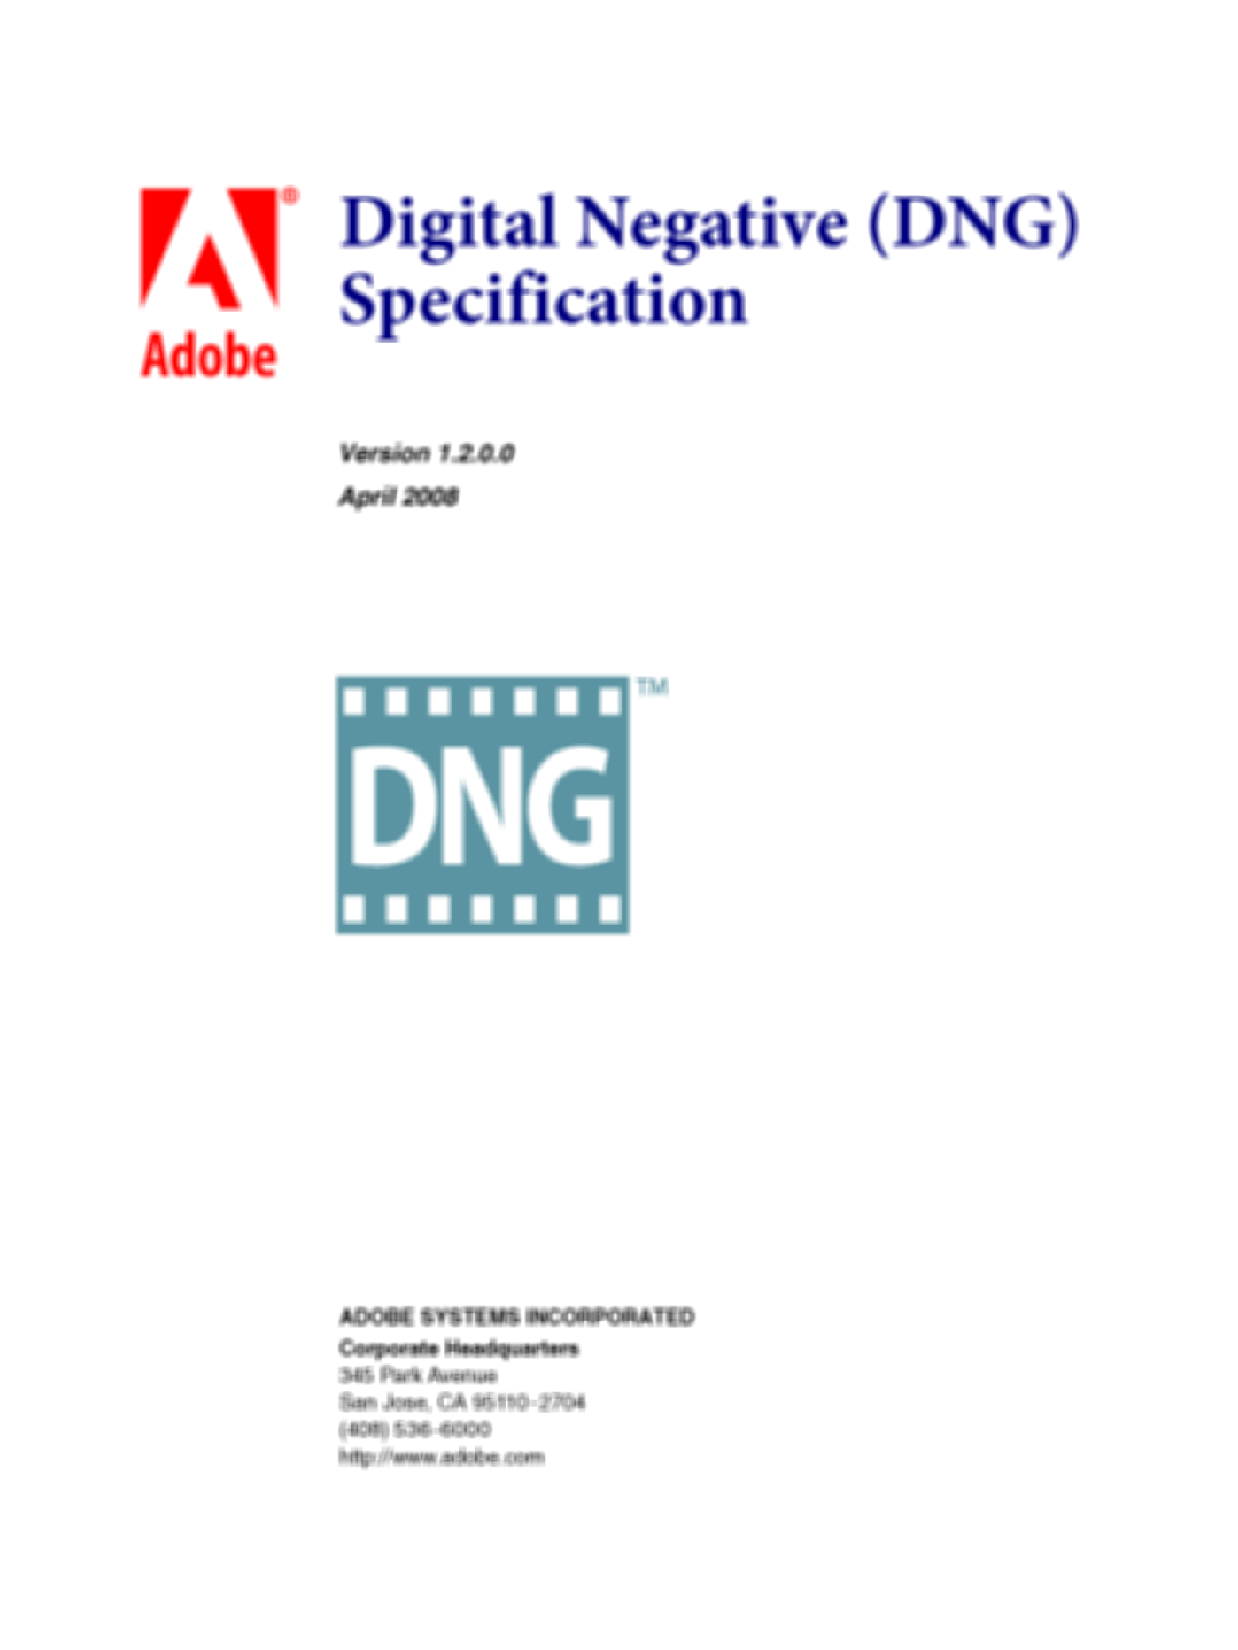 Adobe®
Digital Negative (DNG)
Specification
Version 1.2.0.0
April 2008
DNG™
ADOBE SYSTEMS INCORPORATED
Corporate Headquarters
345 Park Avenue
San Jose, CA 95110-2704
(408) 536-6000
http://www.adobe.com